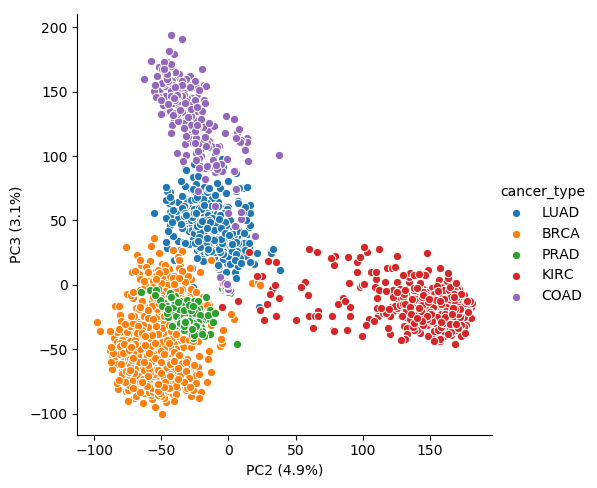 200
150
100
50
0
−50
−100
PC3 (3.1%)
−100 −50 0 50 100 150
PC2 (4.9%)
cancer_type
LUAD
BRCA
PRAD
KIRC
COAD